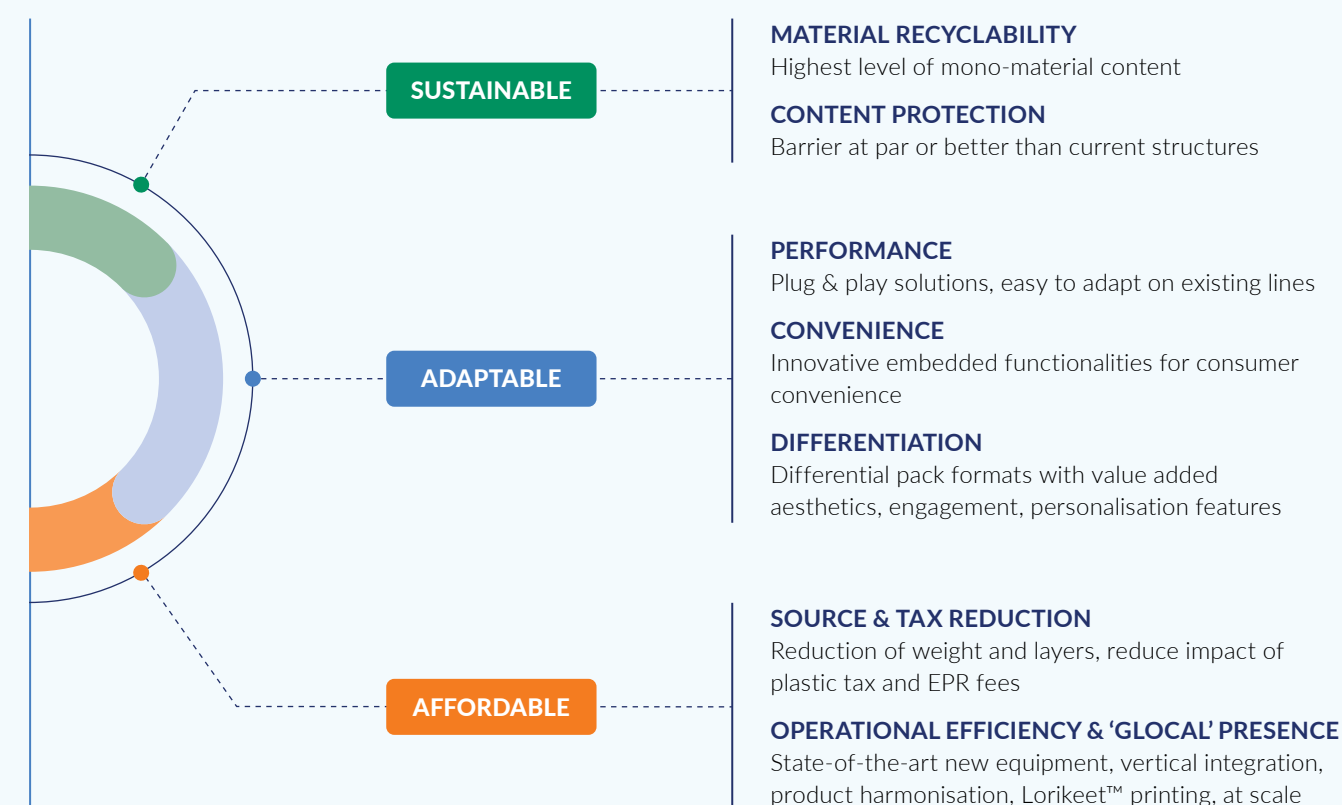 SUSTAINABLE
MATERIAL RECYCLABILITY
Highest level of mono-material content
CONTENT PROTECTION
Barrier at par or better than current structures
ADAPTABLE
PERFORMANCE
Plug & play solutions, easy to adapt on existing lines
CONVENIENCE
Innovative embedded functionalities for consumer
convenience
DIFFERENTIATION
Differential pack formats with value added
aesthetics, engagement, personalisation features
AFFORDABLE
SOURCE & TAX REDUCTION
Reduction of weight and layers, reduce impact of
plastic tax and EPR fees
OPERATIONAL EFFICIENCY & ‘GLOCAL’ PRESENCE
State-of-the-art new equipment, vertical integration,
product harmonisation, Lorikeet™ printing, at scale